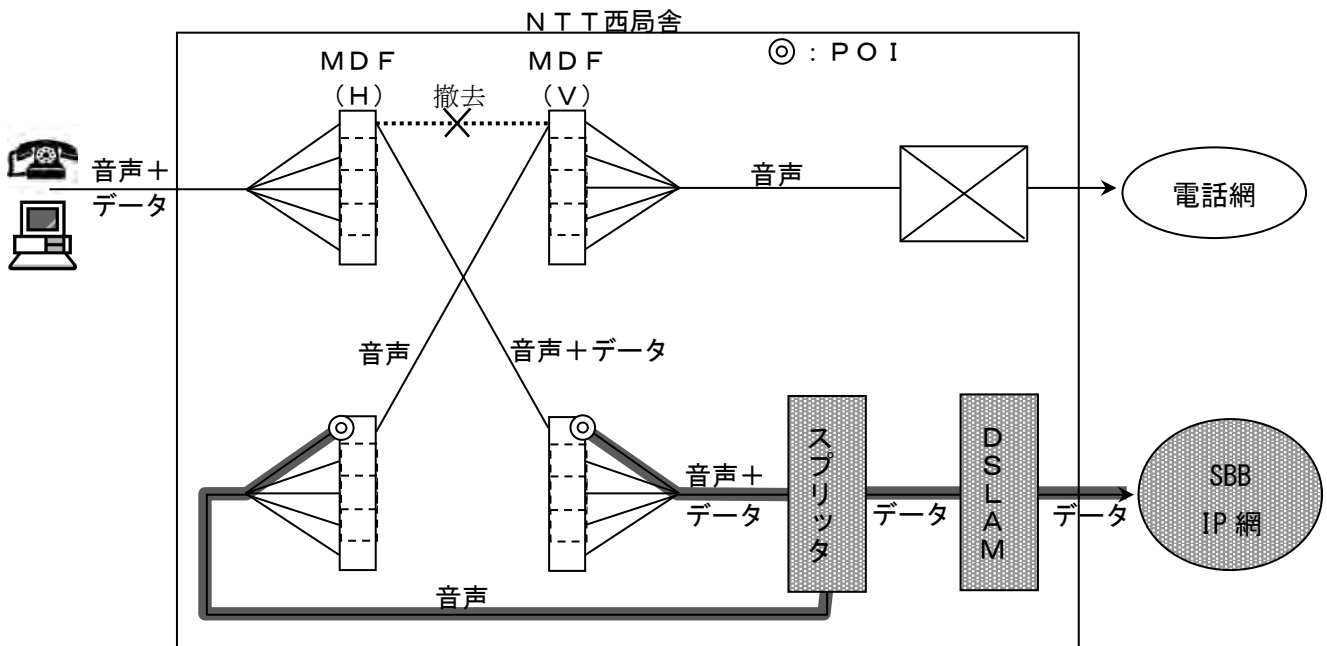 NTT西局舎
◎:POI
MDF
(H)
MDF
(V)
撤去
音声+
データ
音声
電話網
音声
音声+データ
音声+
データ
スプリッタ
データ
DSLAM
データ
SBB
IP網
音声